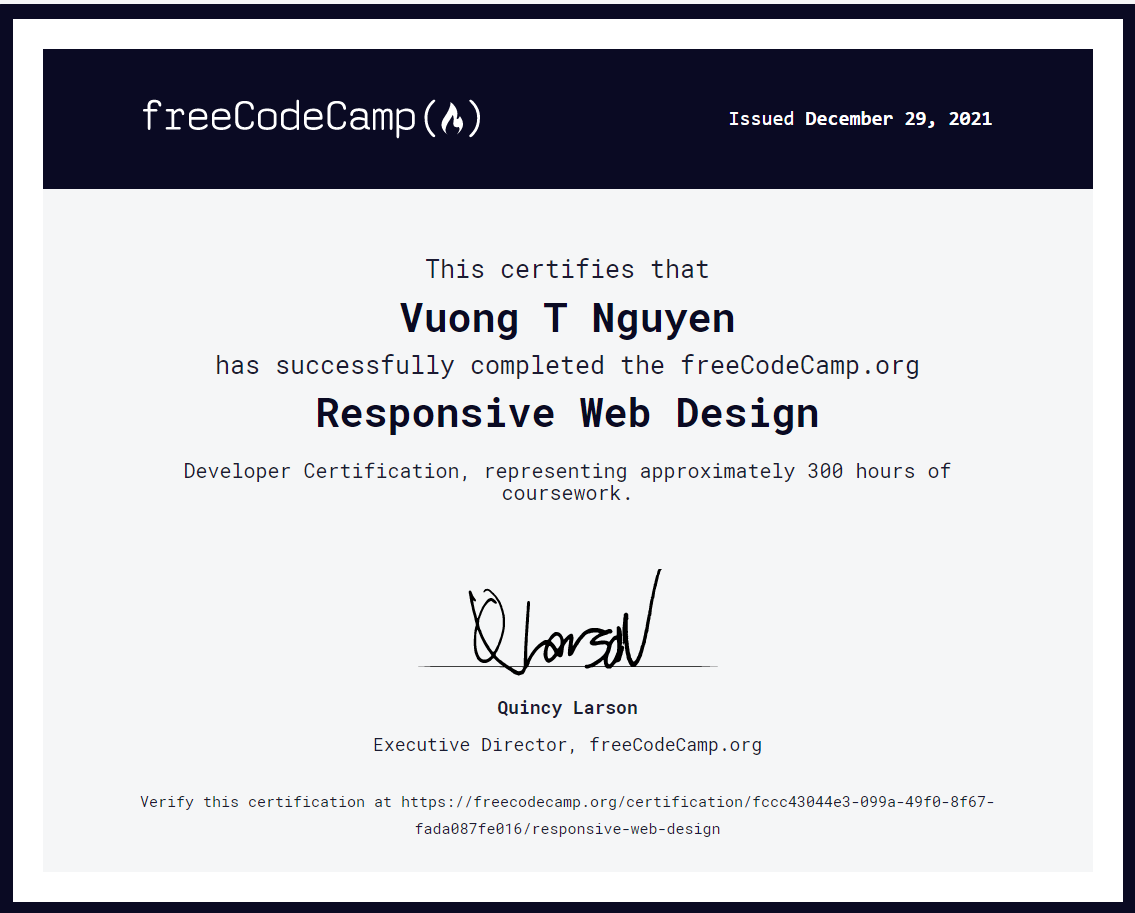 freeCodeCamp(🔥)
Issued December 29, 2021
This certifies that
Vuong T Nguyen
has successfully completed the freeCodeCamp.org
Responsive Web Design
Developer Certification, representing approximately 300 hours of
coursework.
Q Larson
Quincy Larson
Executive Director, freeCodeCamp.org
Verify this certification at https://freecodecamp.org/certification/fccc43044e3-099a-49f0-8f67-
fada087fe016/responsive-web-design